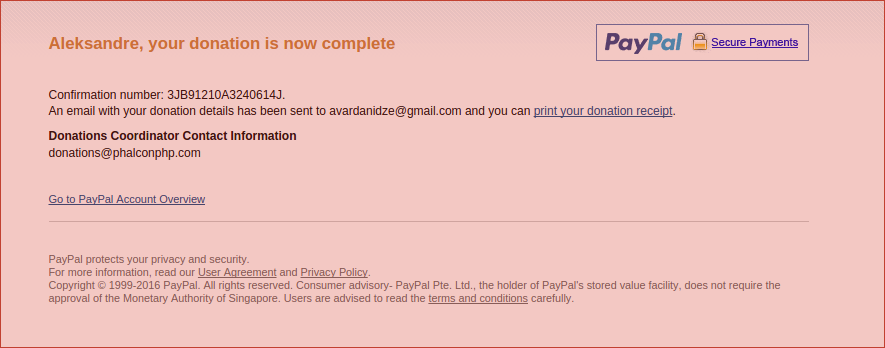 Aleksandre, your donation is now complete
PayPal Secure Payments
Confirmation number: 3JB91210A3240614J.
An email with your donation details has been sent to avardanidze@gmail.com and you can print your donation receipt.
Donations Coordinator Contact Information
donations@phalconphp.com
Go to PayPal Account Overview
PayPal protects your privacy and security.
For more information, read our User Agreement and Privacy Policy.
Copyright © 1999-2016 PayPal. All rights reserved. Consumer advisory- PayPal Pte. Ltd., the holder of PayPal's stored value facility, does not require the
approval of the Monetary Authority of Singapore. Users are advised to read the terms and conditions carefully.